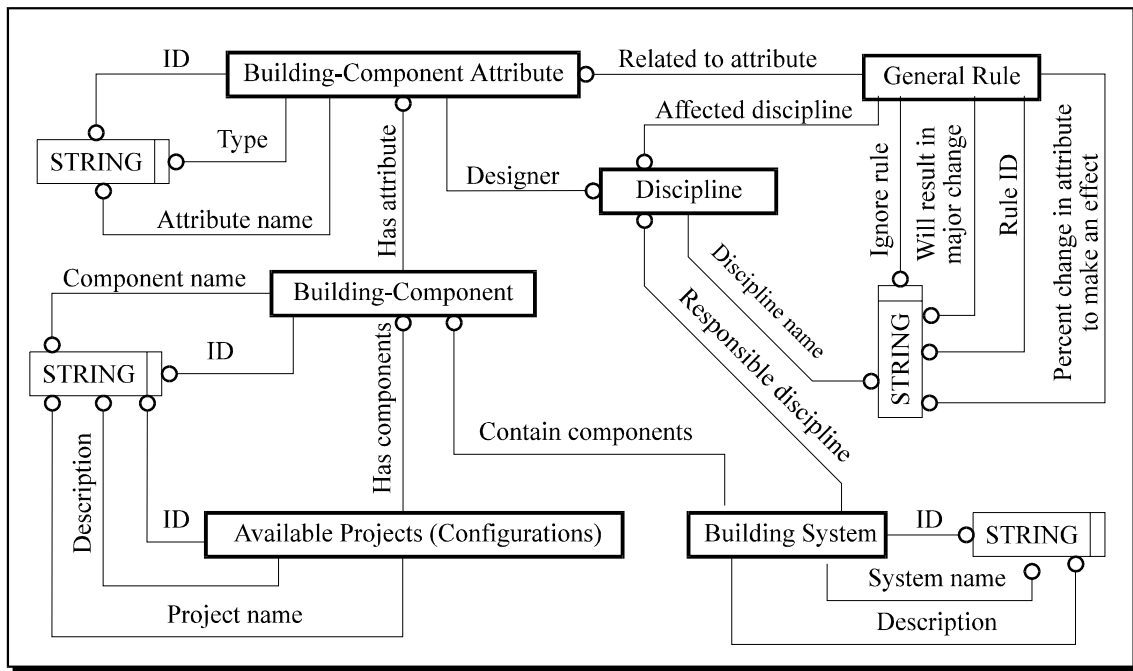 ID
Building-Component Attribute
Related to attribute
General Rule
Affected discipline
STRING
Type
Has attribute
Designer
Discipline
Ignore rule
Will result in
major change
Rule ID
Percent change in attribute
to make an effect
Attribute name
Component name
Building-Component
Discipline name
Responsible discipline
STRING
STRING
ID
Has components
Contain components
Description
ID
Available Projects (Configurations)
Building System
ID
STRING
System name
Project name
Description